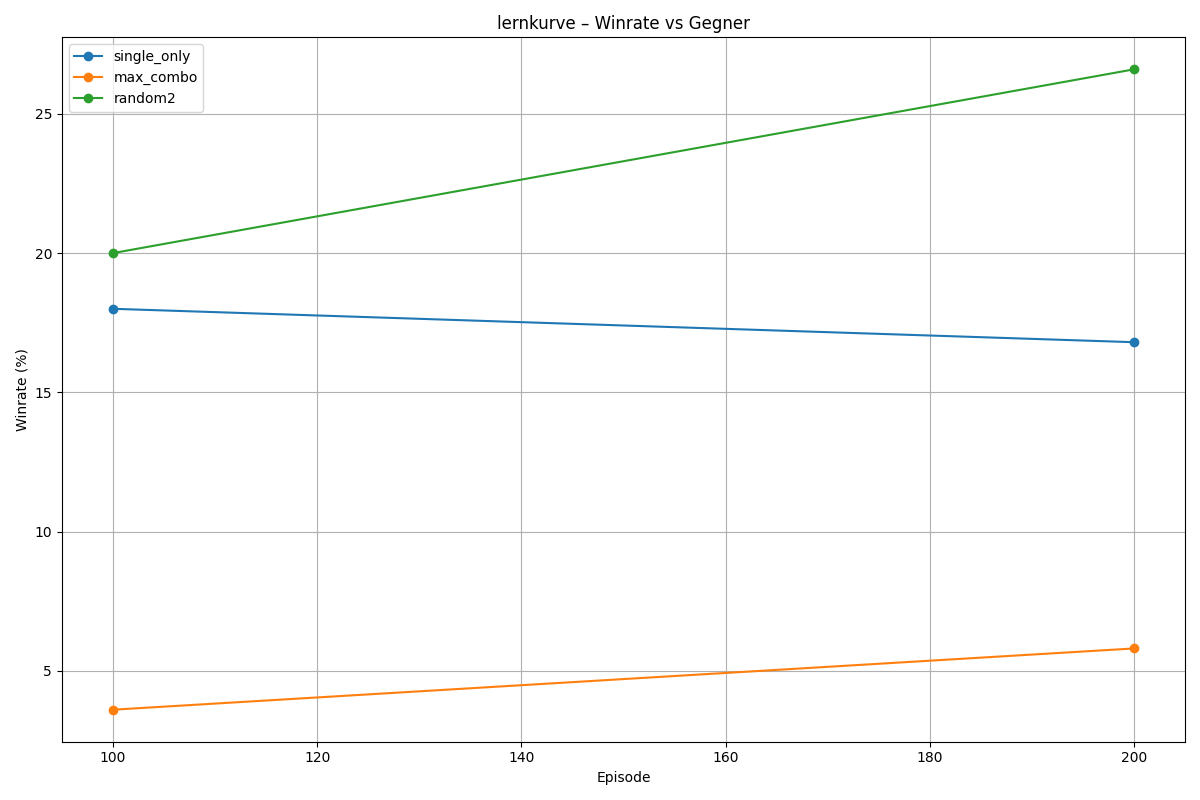 lernkurve – Winrate vs Gegner
single_only
max_combo
random2
Winrate (%)
25
20
15
10
5
100 120 140 160 180 200
Episode